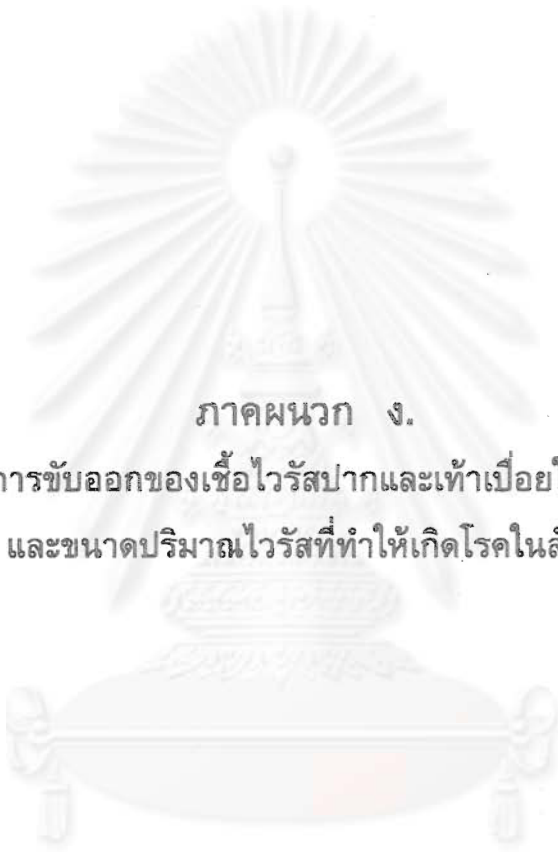 ภาคผนวก ง.
การขับออกของเชื้อไวรัสปากและเท้าเปื่อย
และขนาดปริมาณไวรัสที่ทำให้เกิดโรคใน